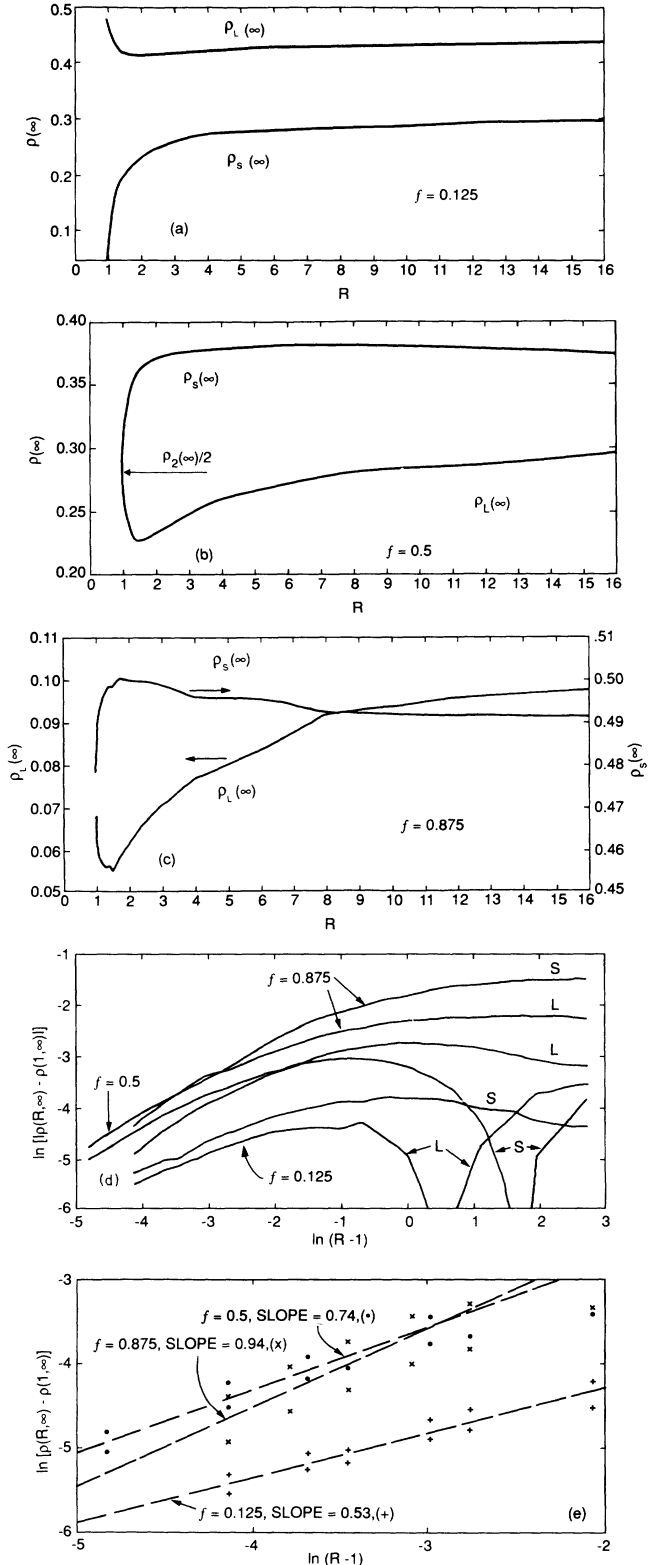 0.5
0.4
0.3
0.2
0.1
ρ(∞)
ρL (∞)
ρS (∞)
f = 0.125
(a)
0 1 2 3 4 5 6 7 8 9 10 11 12 13 14 15 16
R
0.40
0.35
0.30
0.25
0.20
ρ(∞)
ρS(∞)
ρ2(∞)/2
ρL(∞)
(b)
f = 0.5
0 1 2 3 4 5 6 7 8 9 10 11 12 13 14 15 16
R
0.11
0.10
0.09
0.08
0.07
0.06
0.05
ρL(∞)
ρS(∞)
ρL(∞)
f = 0.875
(c)
.51
0.50
0.49
0.48
0.47
0.46
0.45
ρS(∞)
0 1 2 3 4 5 6 7 8 9 10 11 12 13 14 15 16
R
-1
-2
-3
-4
-5
-6
ln [|ρ(R,∞) - ρ(1,∞)|]
S
f = 0.875
L
L
f = 0.5
S
L
S
(d)
f = 0.125
-5 -4 -3 -2 -1 0 1 2 3
ln (R -1)
-3
-4
-5
-6
ln [ρ(R,∞) - ρ(1,∞)]
f = 0.5, SLOPE = 0.74,(•)
f = 0.875, SLOPE = 0.94,(x)
f = 0.125, SLOPE = 0.53,(+)
(e)
-5 -4 -3 -2
ln (R -1)